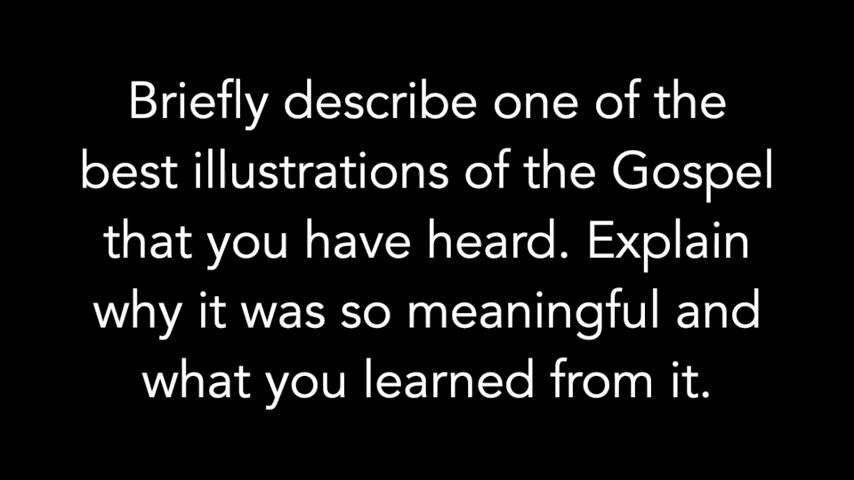 Briefly describe one of the
best illustrations of the Gospel
that you have heard. Explain
why it was so meaningful and
what you learned from it.